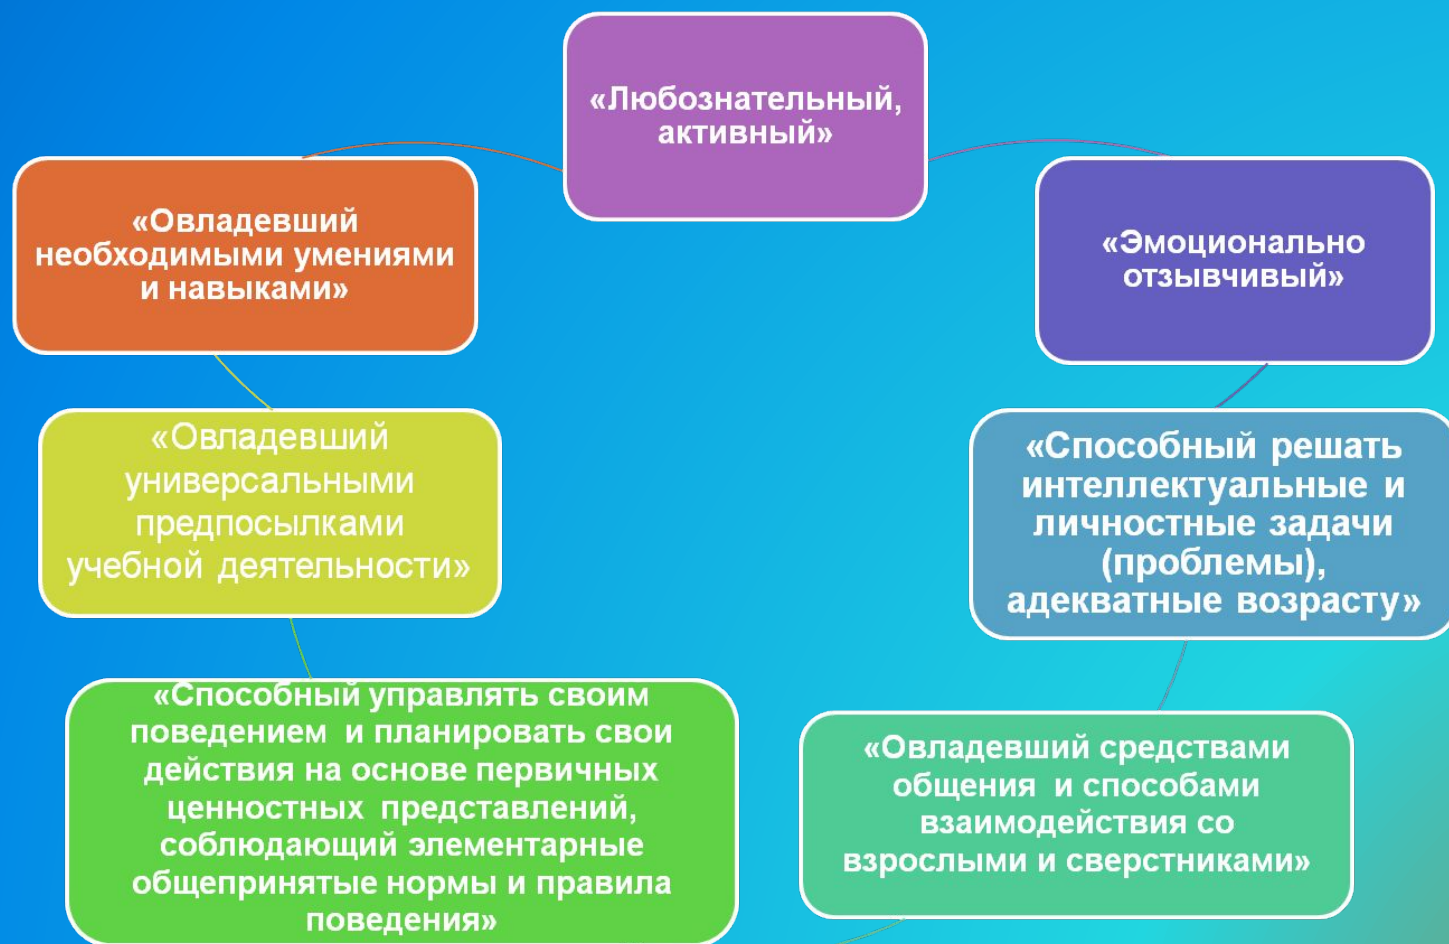 «Любознательный,
активный»
«Овладевший
необходимыми умениями
и навыками»
«Эмоционально
отзывчивый»
«Овладевший
универсальными
предпосылками
учебной деятельности»
«Способный решать
интеллектуальные и
личностные задачи
(проблемы),
адекватные возрасту»
«Способный управлять своим
поведением и планировать свои
действия на основе первичных
ценностных представлений,
соблюдающий элементарные
общепринятые нормы и правила
поведения»
«Овладевший средствами
общения и способами
взаимодействия со
взрослыми и сверстниками»